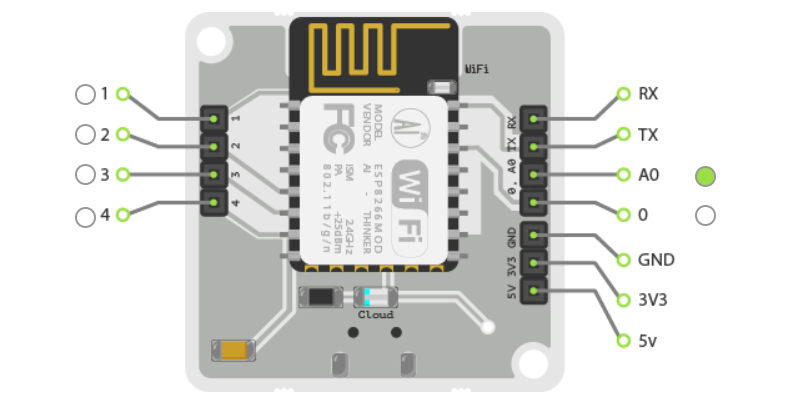 1
2
3
4
1
2
3
4
WiFi
MODEL
VENDOR
Ai
FC
ESP8266MOD
AI - THINKER
ISM 2.4GHz
PA +25dBm
802.11b/g/n
Wi Fi
RX
TX
A0
0.
GND
3V3
5V
Cloud
RX
TX
A0
0
GND
3V3
5v